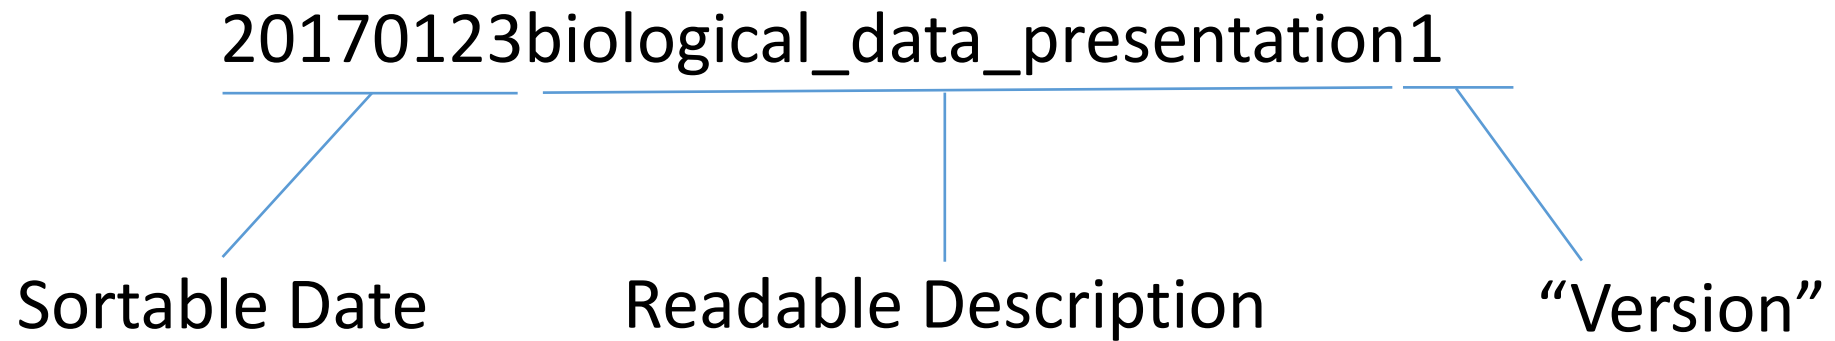 20170123biological_data_presentation1
Sortable Date Readable Description “Version”